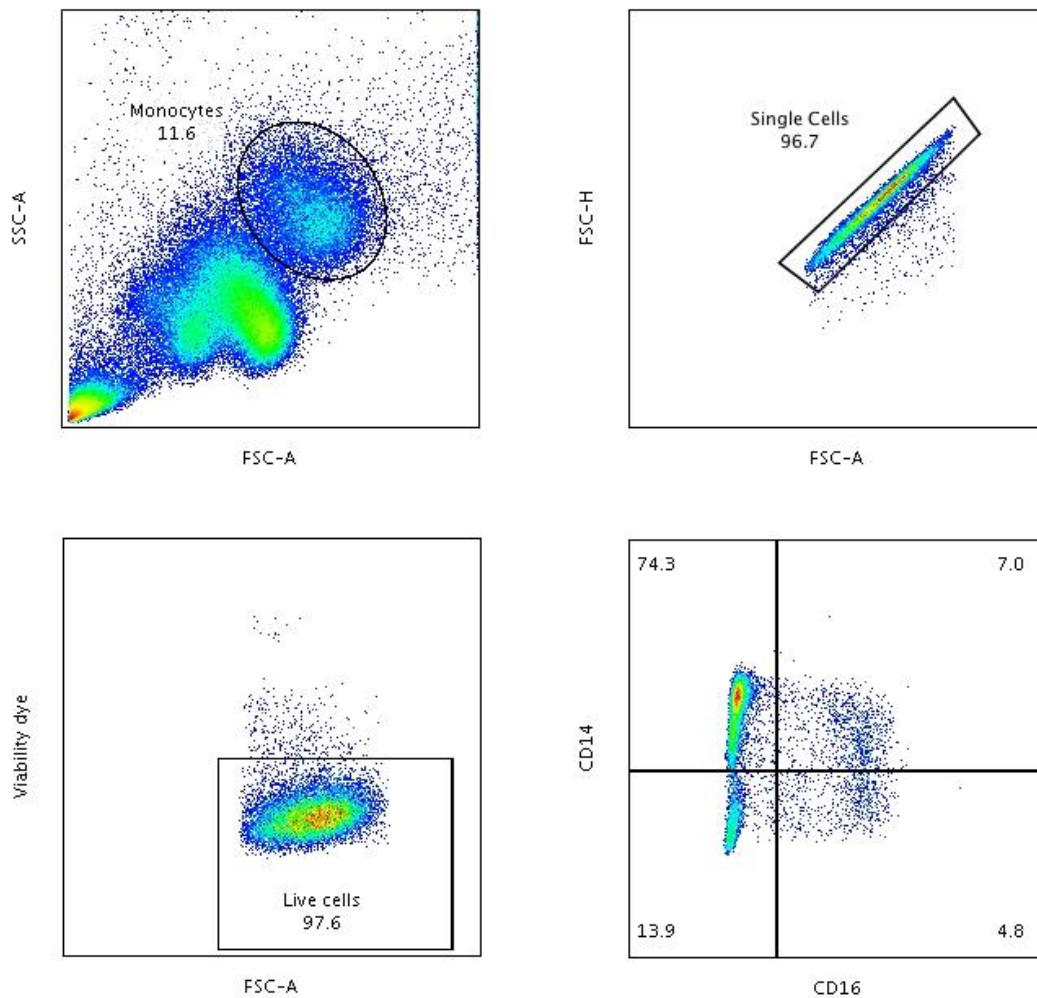 SSC-A
Monocytes
11.6
FSC-A
FSC-H
Single Cells
96.7
FSC-A
Viability dye
Live cells
97.6
FSC-A
CD14
74.3
7.0
13.9
4.8
CD16